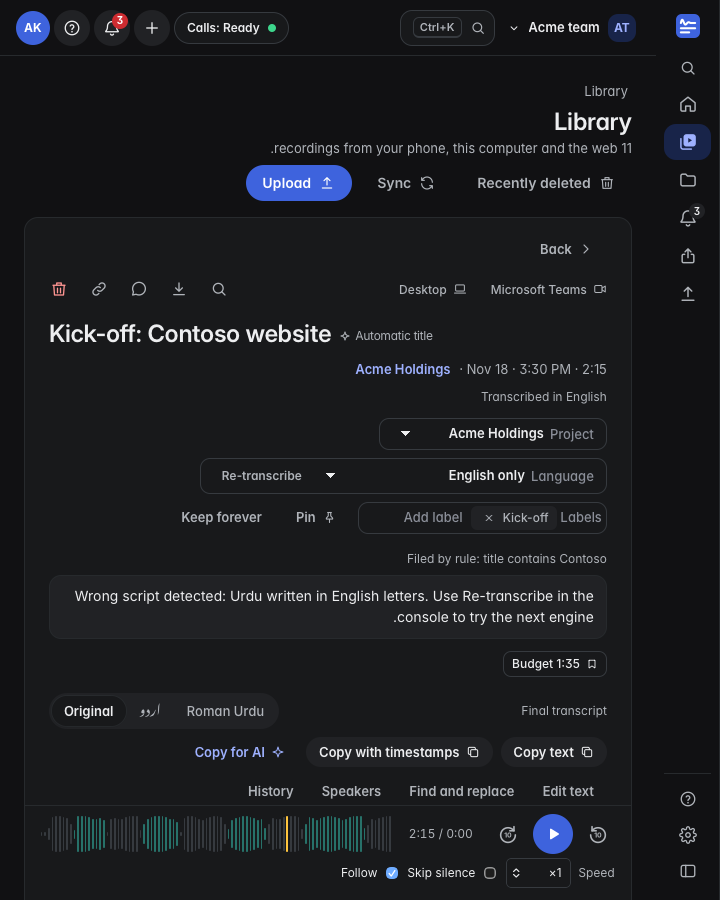 AK
3
Calls: Ready
Ctrl+K
Acme team
AT
3
Library
Library
.recordings from your phone, this computer and the web 11
Upload
Sync
Recently deleted
Back
Desktop
Microsoft Teams
Kick-off: Contoso website
Automatic title
Acme Holdings · Nov 18 · 3:30 PM · 2:15
Transcribed in English
Acme Holdings Project
Re-transcribe
English only Language
Keep forever
Pin
Add label
× Kick-off
Labels
Filed by rule: title contains Contoso
Wrong script detected: Urdu written in English letters. Use Re-transcribe in the
.console to try the next engine
Budget 1:35
Original
اردو
Roman Urdu
Final transcript
Copy for AI
Copy with timestamps
Copy text
History
Speakers
Find and replace
Edit text
2:15 / 0:00
10
10
Follow
Skip silence
×1
Speed